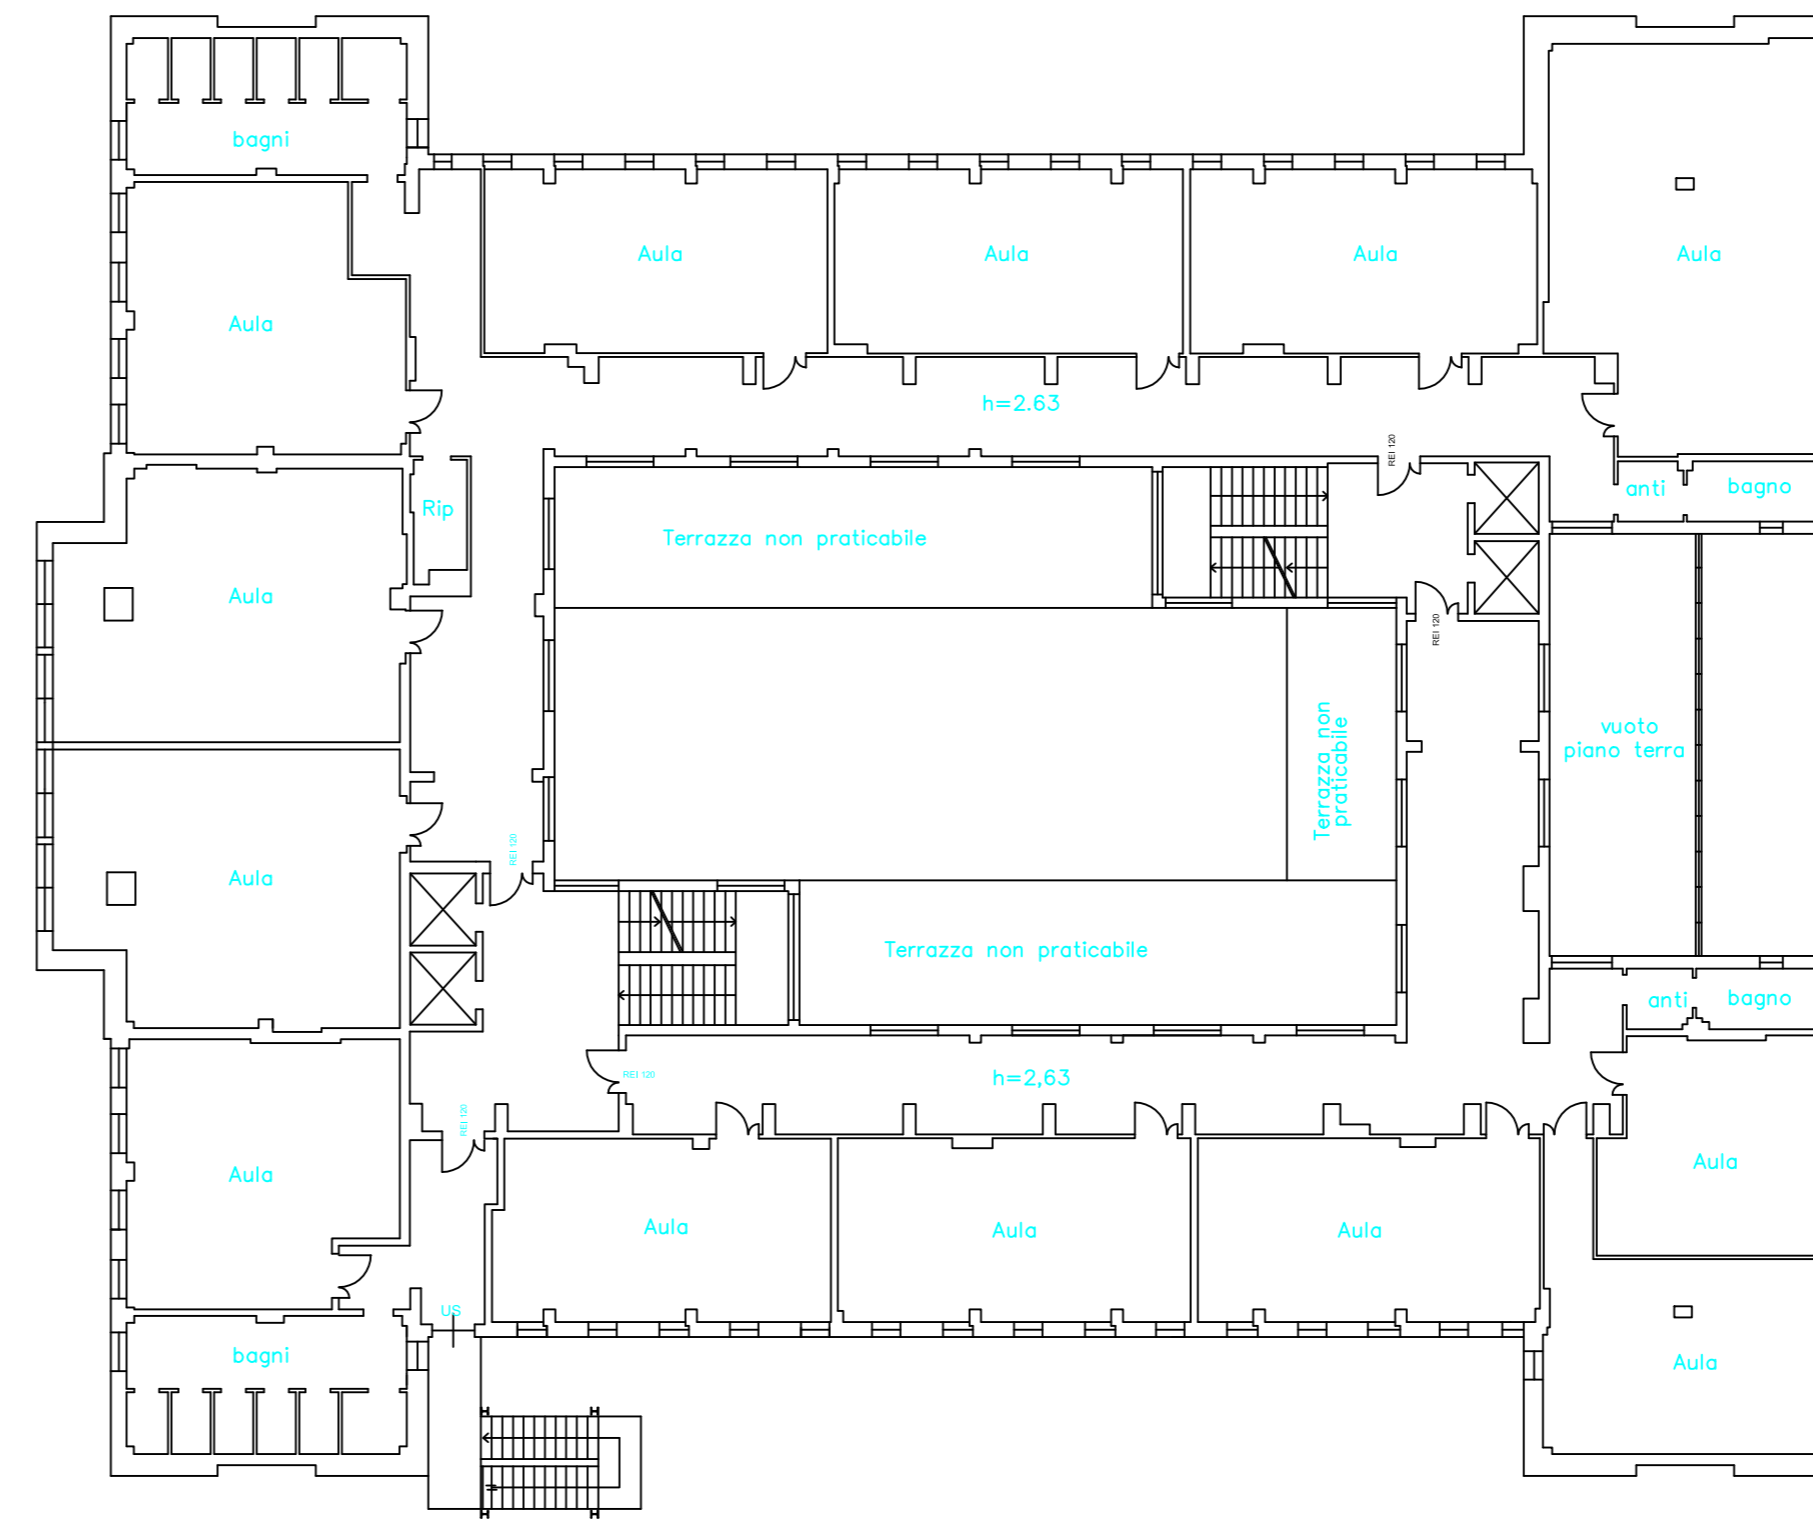 bagni
Aula
Aula
Aula
Aula
Aula
h=2.63
REI 120
anti
bagno
Rip
Terrazza non praticabile
Aula
REI 120
Terrazza non
praticabile
vuoto
piano terra
REI 120
Aula
Terrazza non praticabile
anti
bagno
REI 120
h=2,63
REI 120
Aula
Aula
Aula
Aula
Aula
US
bagni
Aula